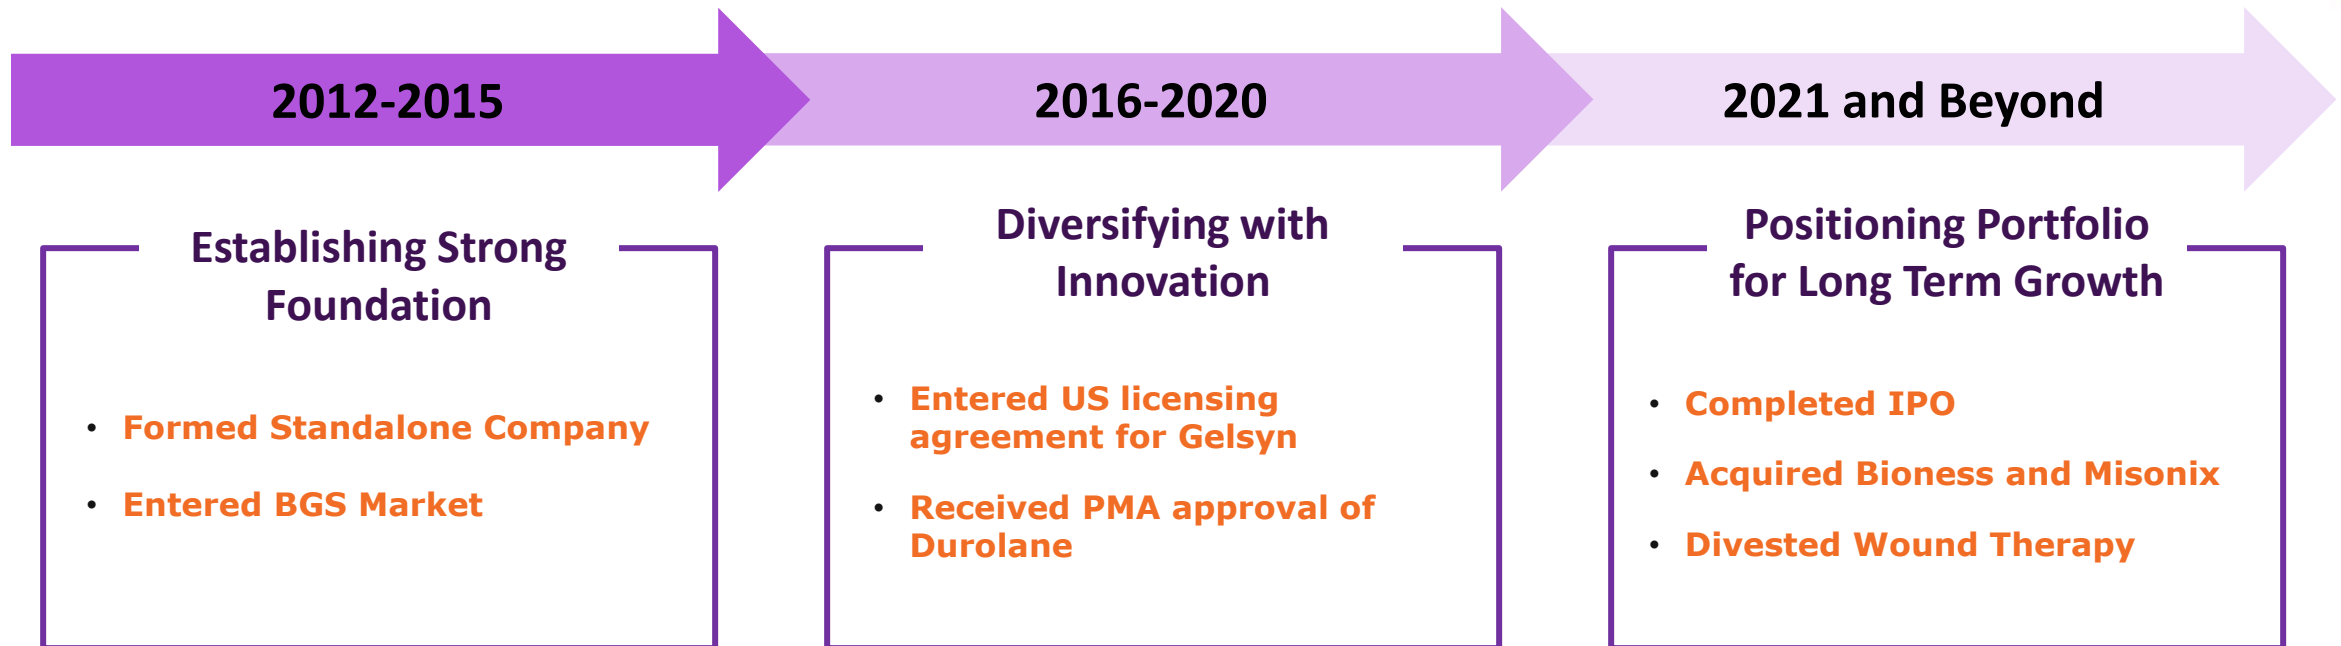 2012-2015
2016-2020
2021 and Beyond
Establishing Strong
Foundation
• Formed Standalone Company
• Entered BGS Market
Diversifying with
Innovation
• Entered US licensing
agreement for Gelsyn
• Received PMA approval of
Durolane
Positioning Portfolio
for Long Term Growth
• Completed IPO
• Acquired Bioness and Misonix
• Divested Wound Therapy